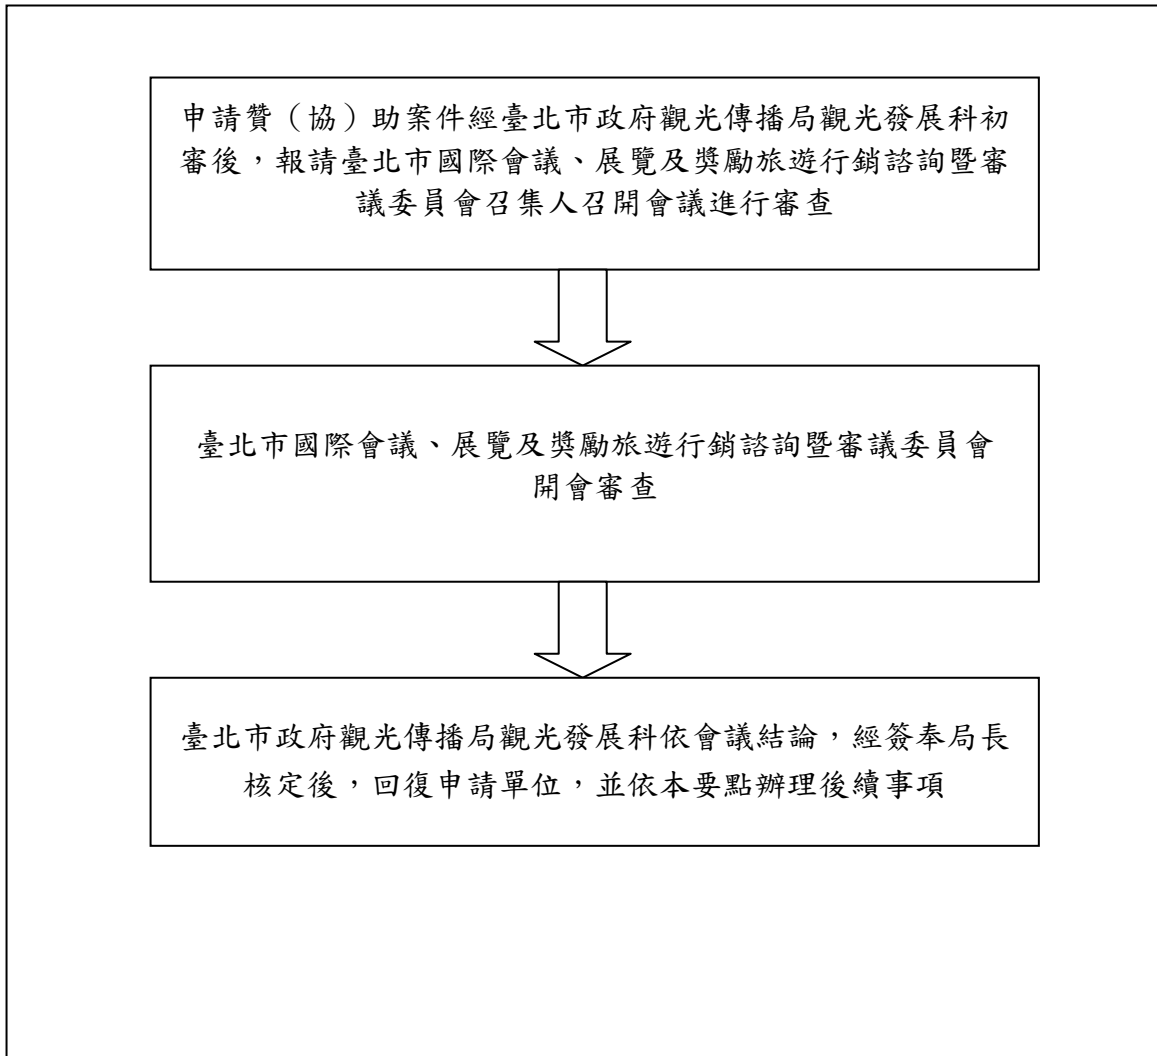 申請贊（協）助案件經臺北市政府觀光傳播局觀光發展科初
審後，報請臺北市國際會議、展覽及獎勵旅遊行銷諮詢暨審
議委員會召集人召開會議進行審查
臺北市國際會議、展覽及獎勵旅遊行銷諮詢暨審議委員會
開會審查
臺北市政府觀光傳播局觀光發展科依會議結論，經簽奉局長
核定後，回復申請單位，並依本要點辦理後續事項